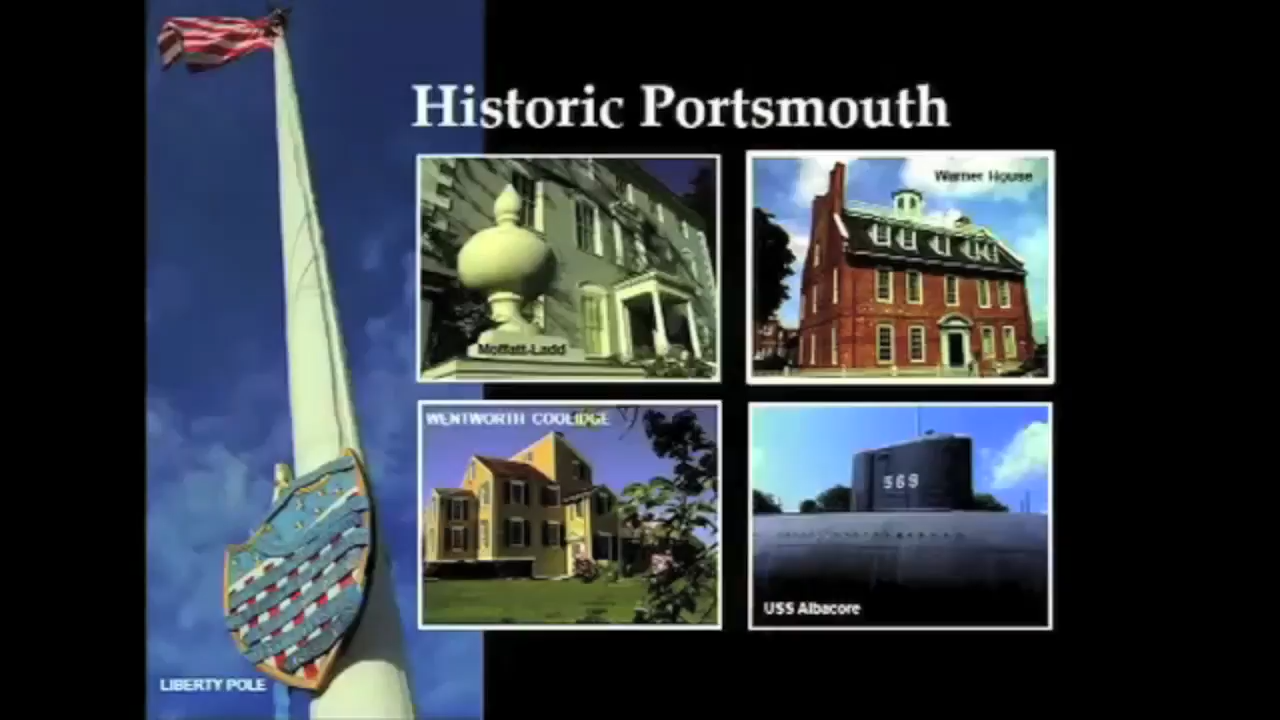 Historic Portsmouth
Moffatt-Ladd
Warner House
WENTWORTH COOLIDGE
569
USS Albacore
LIBERTY POLE